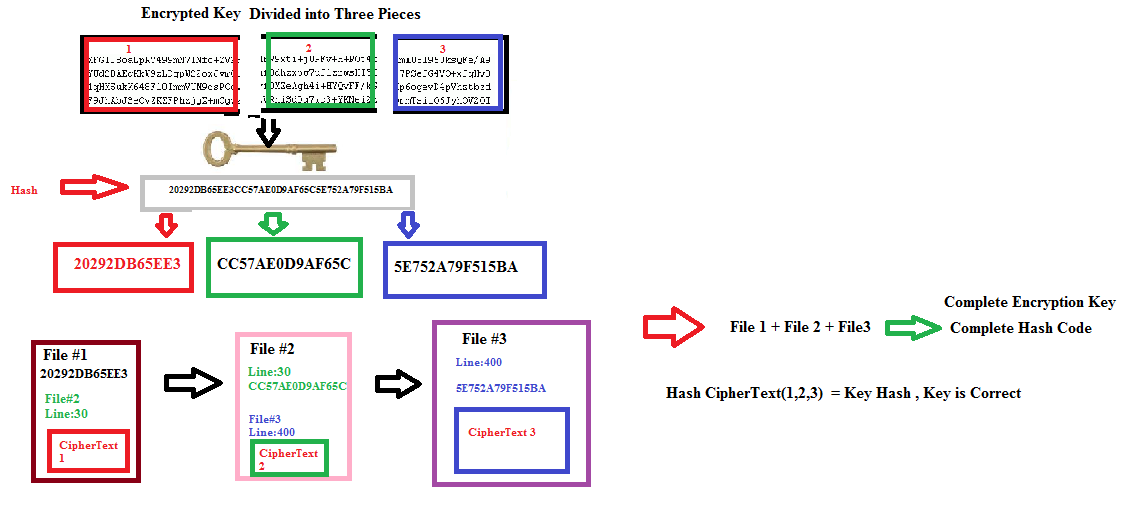 Encrypted Key Divided into Three Pieces
1
2
3
Hash
20292DB65EE3CC57AE0D9AF65C5E752A79F515BA
20292DB65EE3
CC57AE0D9AF65C
5E752A79F515BA
File #1
20292DB65EE3
File#2
Line:30
CipherText
1
File #2
Line:30
CC57AE0D9AF65C
File#3
Line:400
CipherText
2
File #3
Line:400
5E752A79F515BA
CipherText 3
File 1 + File 2 + File3
Complete Encryption Key
Complete Hash Code
Hash CipherText(1,2,3) = Key Hash , Key is Correct